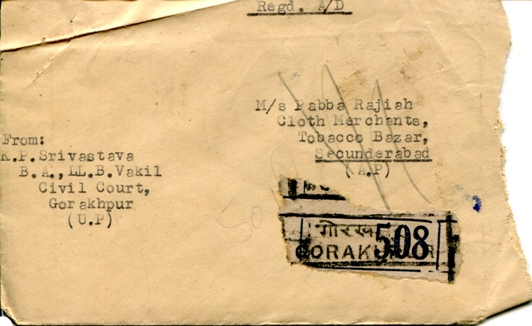 Regd. A/D
M/s Pabba Rajiah
Cloth Merchants,
Tobacco Bazar,
Secunderabad
(A.P)
From:
K.P.Srivastava
B.A.,LL.B.Vakil
Civil Court,
Gorakhpur
(U.P)
गोरख
508
GORAK